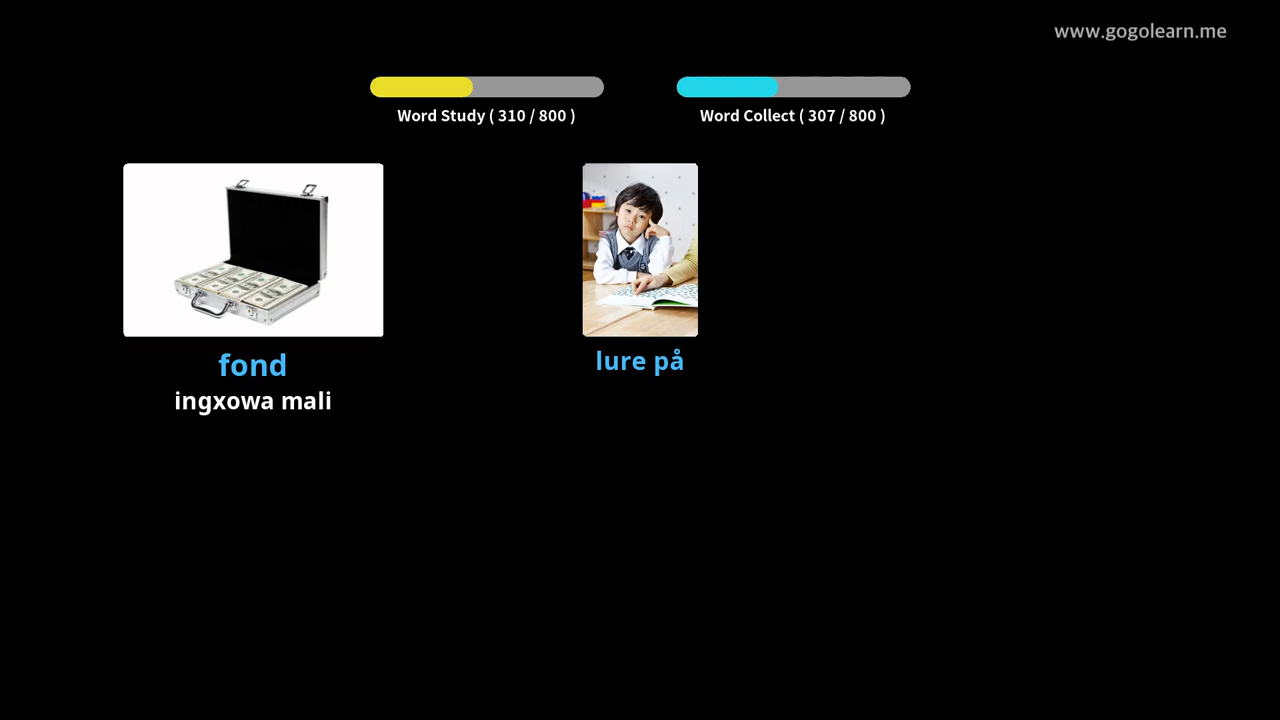 www.gogolearn.me
Word Study ( 310 / 800 )
Word Collect ( 307 / 800 )
fond
ingxowa mali
lure på